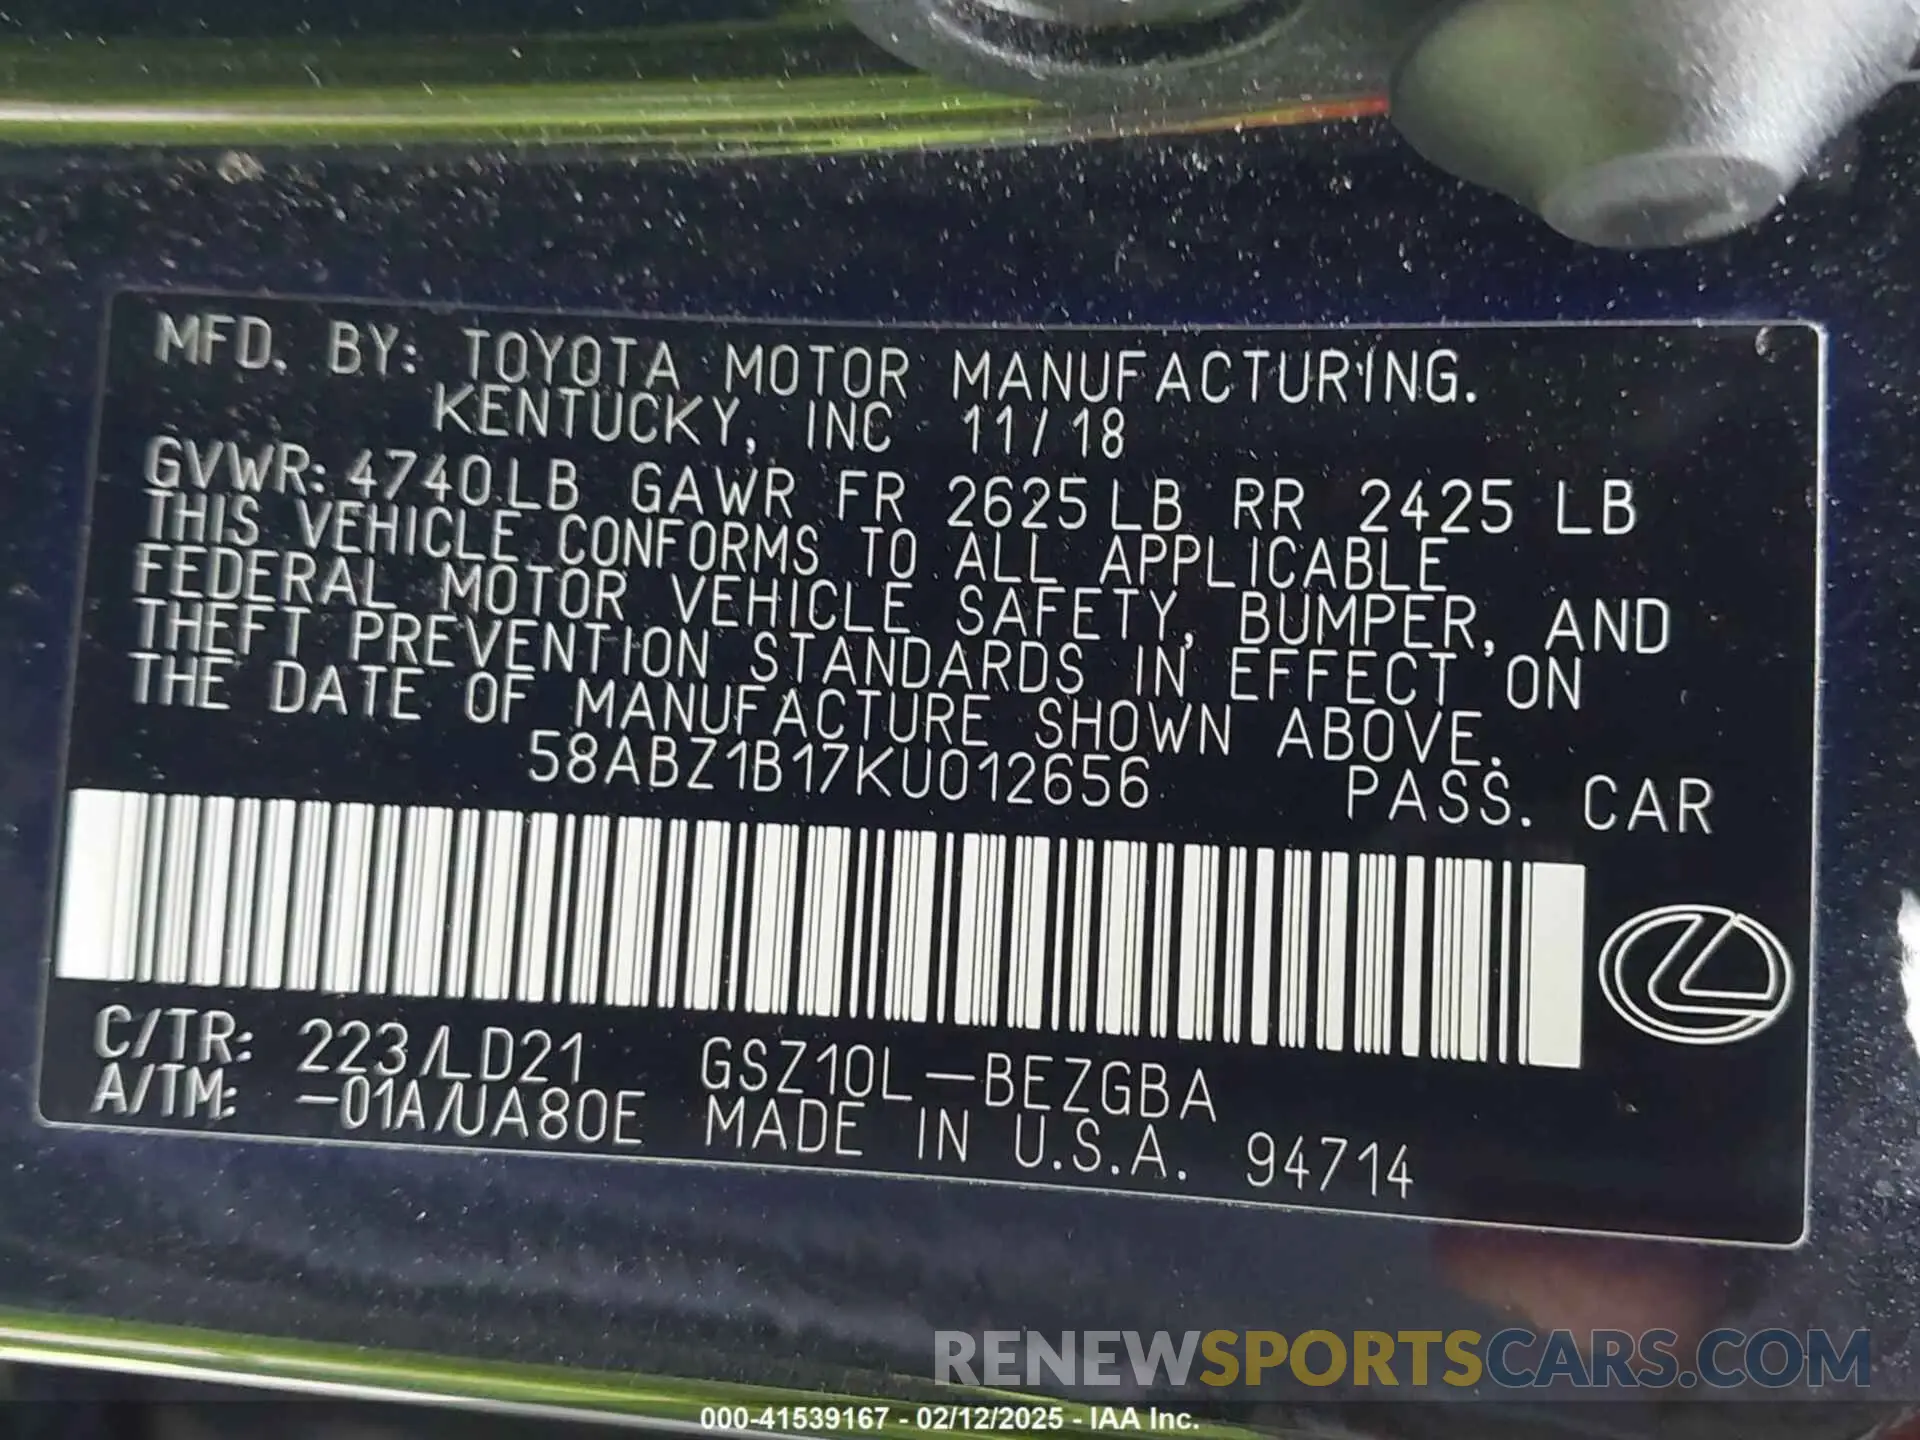 MFD. BY: TOYOTA MOTOR MANUFACTURING.
KENTUCKY, INC 11/18
GVWR: 4740LB GAWR FR 2625LB RR 2425 LB
THIS VEHICLE CONFORMS TO ALL APPLICABLE
FEDERAL MOTOR VEHICLE SAFETY, BUMPER, AND
THEFT PREVENTION STANDARDS IN EFFECT ON
THE DATE OF MANUFACTURE SHOWN ABOVE.
58ABZ1B17KU012656 PASS. CAR
C/TR: 223/LD21 GSZ10L-BEZGBA
A/TM: -01A/UA80E MADE IN U.S.A. 94714
RENEWSPORTSCARS.COM
000-41539167 - 02/12/2025 - IAA Inc.